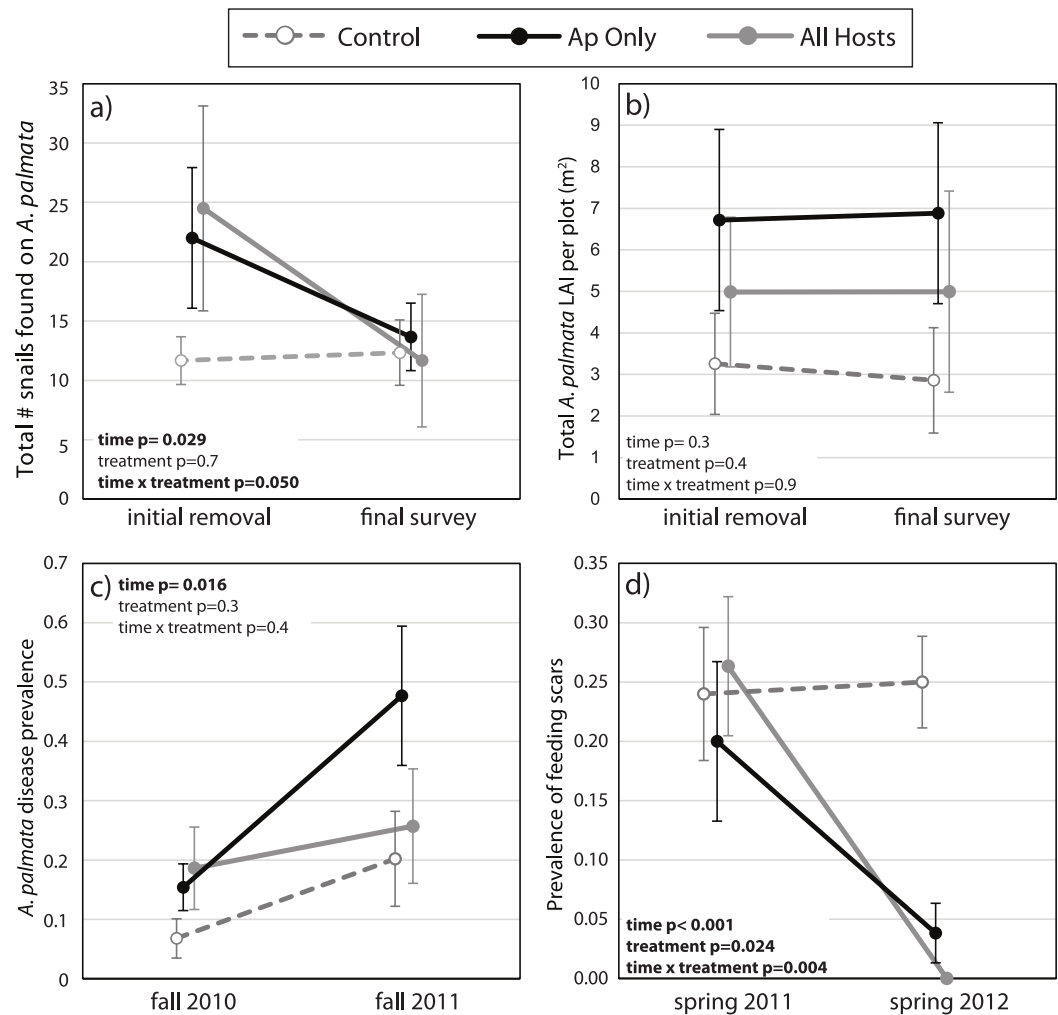 Control Ap Only All Hosts
a)
Total # snails found on A. palmata
35
30
25
20
15
10
5
0
time p= 0.029
treatment p=0.7
time x treatment p=0.050
initial removal final survey
b)
Total A. palmata LAI per plot (m²)
10
9
8
7
6
5
4
3
2
1
0
time p= 0.3
treatment p=0.4
time x treatment p=0.9
initial removal final survey
c)
A. palmata disease prevalence
0.7
0.6
0.5
0.4
0.3
0.2
0.1
0
time p= 0.016
treatment p=0.3
time x treatment p=0.4
fall 2010 fall 2011
d)
Prevalence of feeding scars
0.35
0.30
0.25
0.20
0.15
0.10
0.05
0.00
time p< 0.001
treatment p=0.024
time x treatment p=0.004
spring 2011 spring 2012